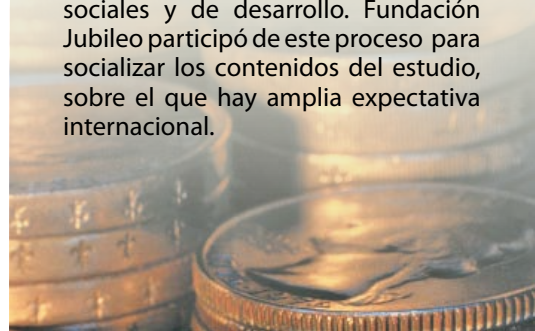 sociales y de desarrollo. Fundación
Jubileo participó de este proceso para
socializar los contenidos del estudio,
sobre el que hay amplia expectativa
internacional.